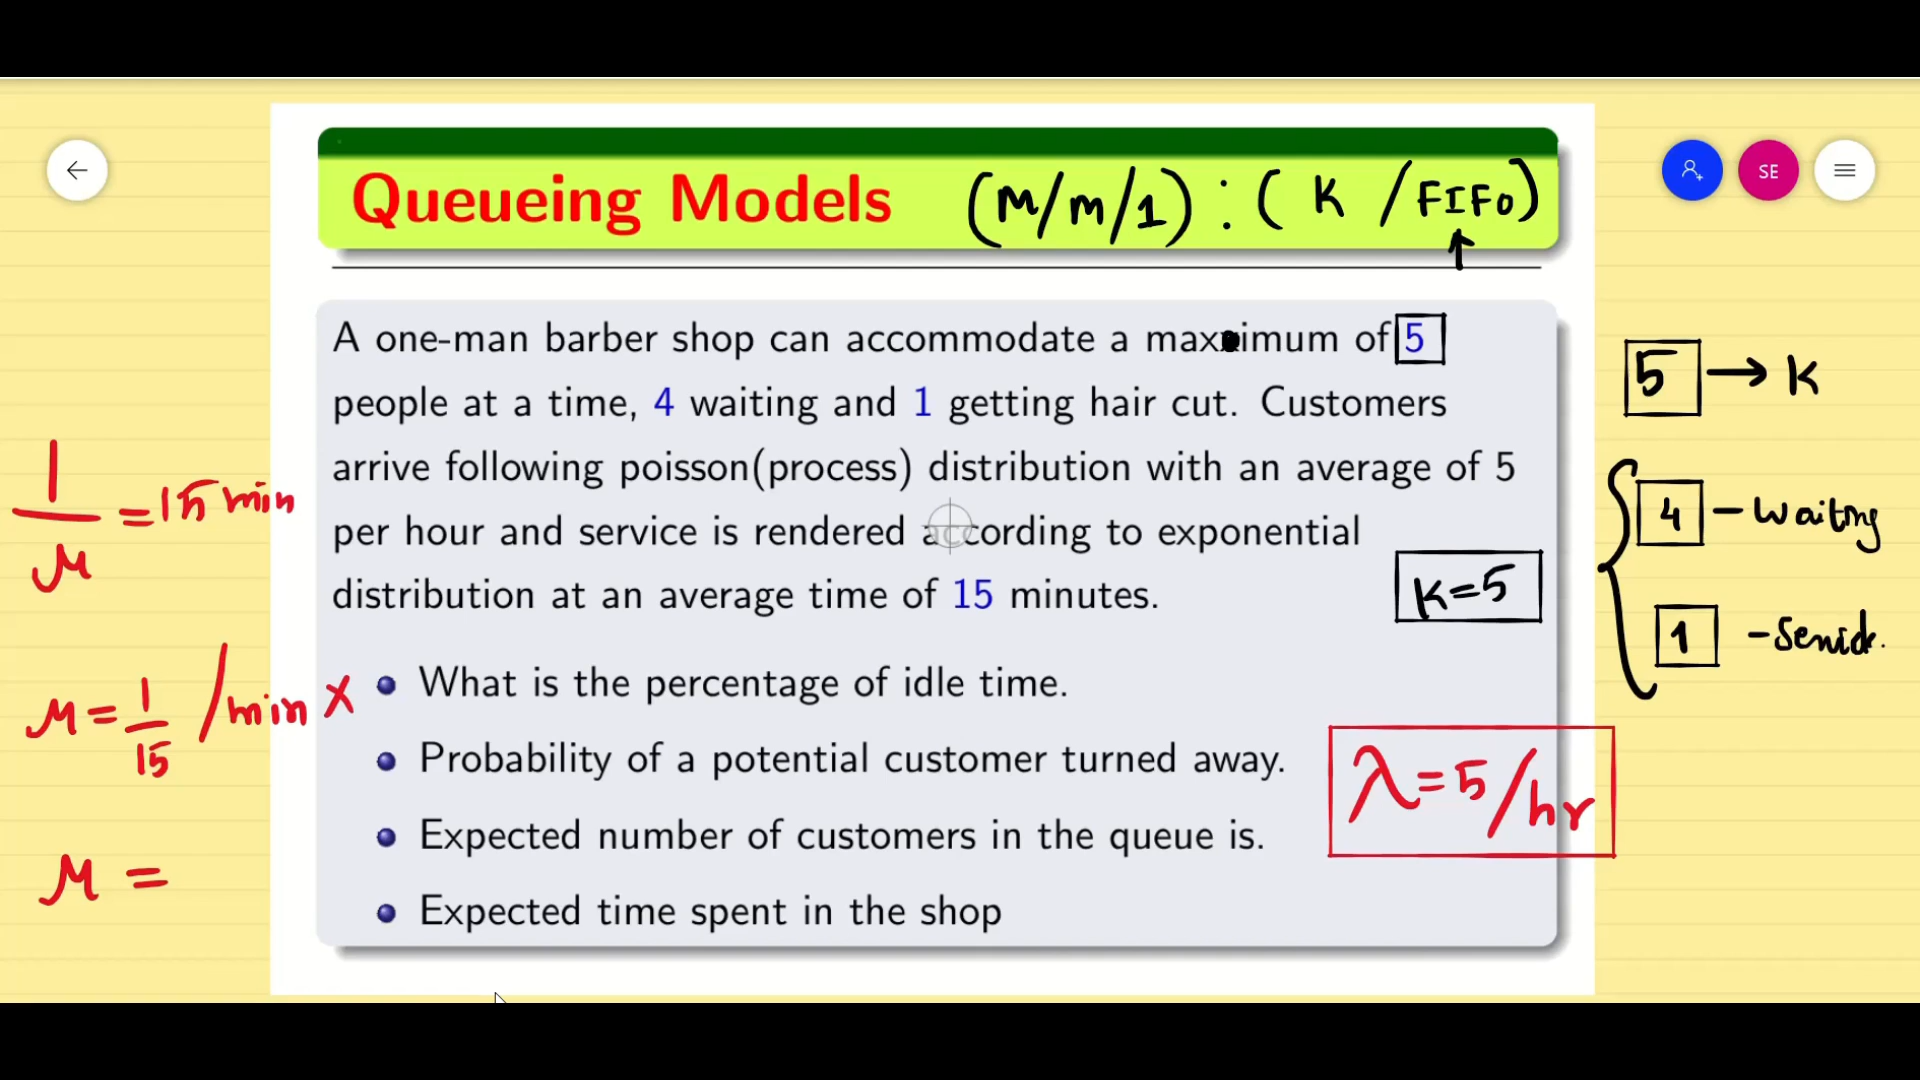 Queueing Models (M/M/1) : ( K / FIFO)
SE
A one-man barber shop can accommodate a maximum of 5
people at a time, 4 waiting and 1 getting hair cut. Customers
arrive following poisson(process) distribution with an average of 5
per hour and service is rendered according to exponential
distribution at an average time of 15 minutes.
What is the percentage of idle time.
Probability of a potential customer turned away.
Expected number of customers in the queue is.
Expected time spent in the shop
1/μ = 15 min
μ = 1/15 /min X
μ =
K=5
λ=5/hr
5 → K
4 - Waiting
1